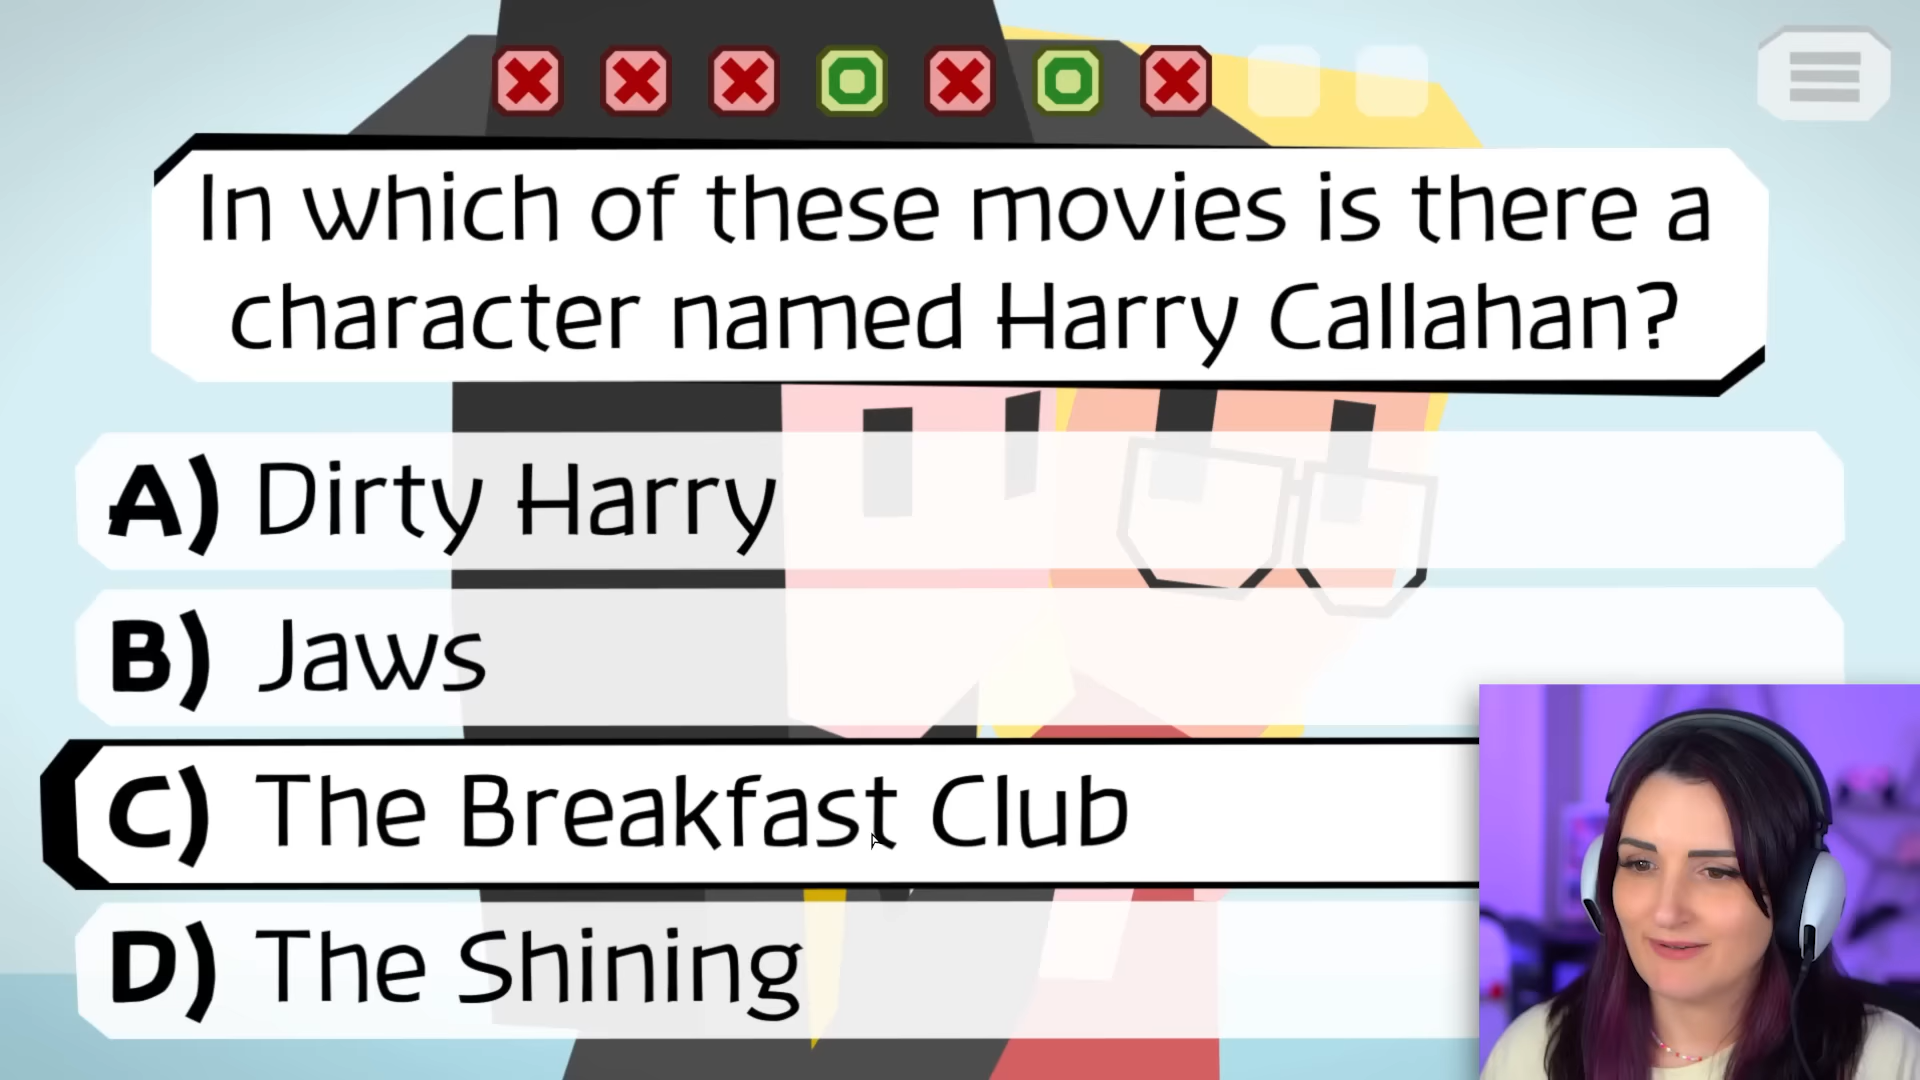 In which of these movies is there a
character named Harry Callahan?
A) Dirty Harry
B) Jaws
C) The Breakfast Club
D) The Shining